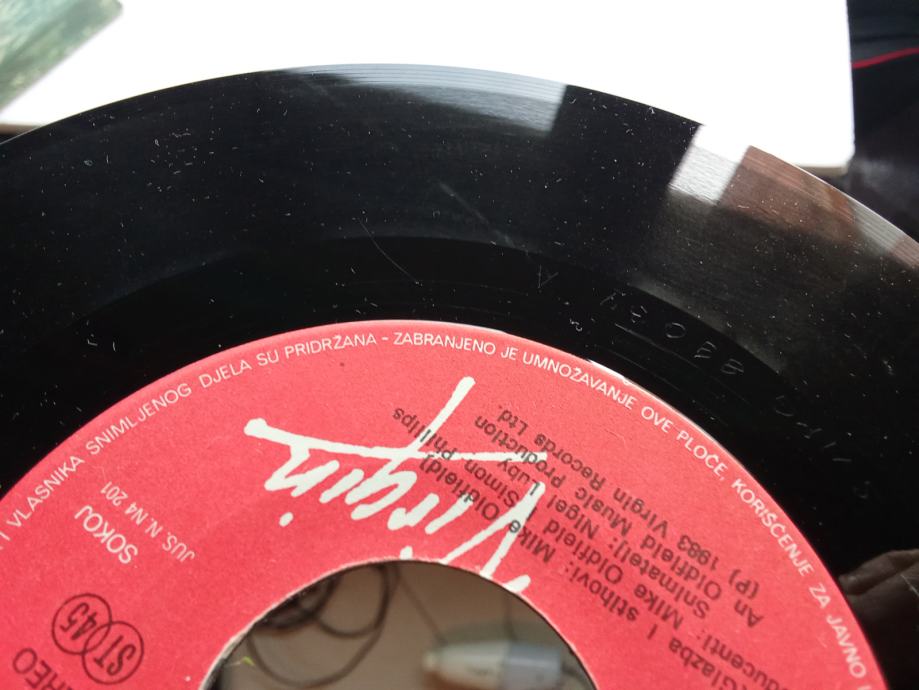 I VLASNIKA SNIMLJENOG DJELA SU PRIDRŽANA - ZABRANJENO JE UMNOŽAVANJE OVE PLOČE, KORIŠĆENJE ZA JAVNO
Virgin
Glazba i stihovi: Mike Oldfield)
Producenti: Mike Oldfield (Simon Phillips
Snimatelj: Nigel Luby
An Oldfield Music Production
(P) 1983 Virgin Records Ltd.
SOKOJ
JUS. N. N4 201
ST 45